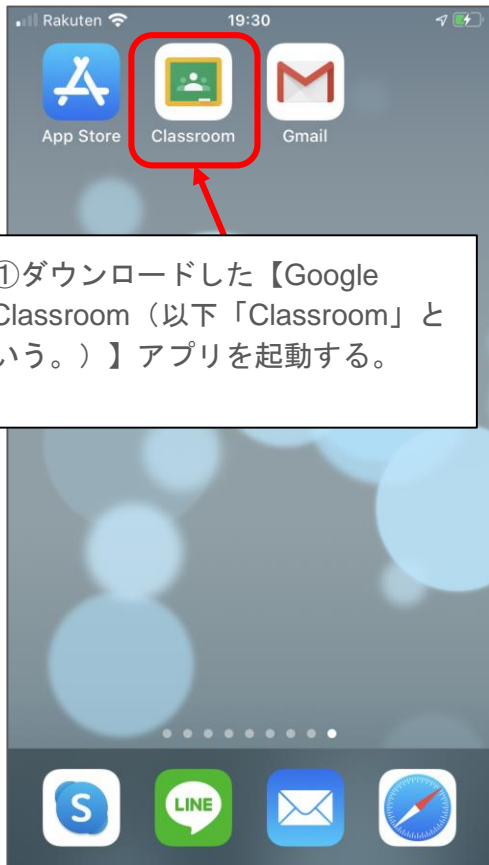 Rakuten 19:30
App Store Classroom Gmail
①ダウンロードした【Google
Classroom（以下「Classroom」と
いう。）】アプリを起動する。
S LINE